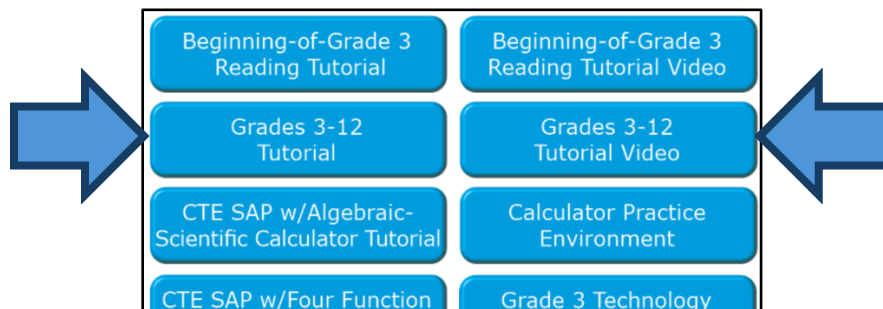 Beginning-of-Grade 3
Reading Tutorial
Beginning-of-Grade 3
Reading Tutorial Video
Grades 3-12
Tutorial
Grades 3-12
Tutorial Video
CTE SAP w/Algebraic-
Scientific Calculator Tutorial
Calculator Practice
Environment
CTE SAP w/Four Function
Grade 3 Technology